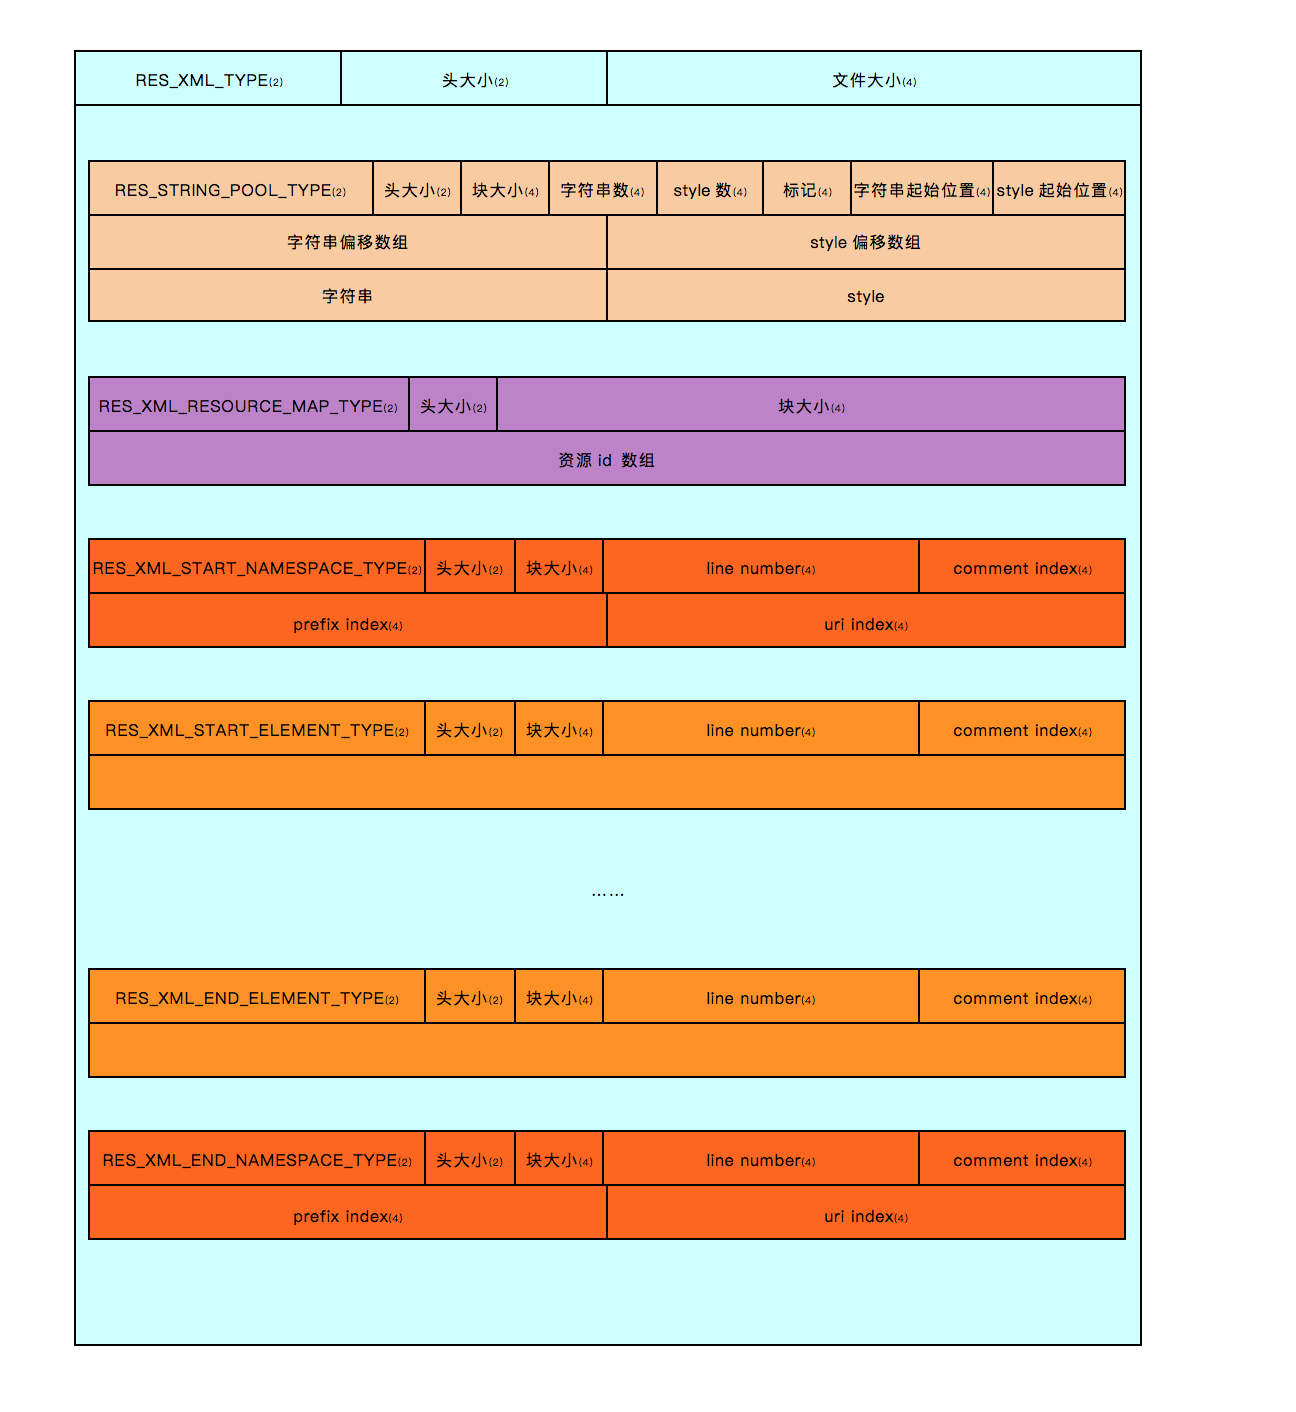 RES_XML_TYPE(2) 头大小(2) 文件大小(4)
RES_STRING_POOL_TYPE(2) 头大小(2) 块大小(4) 字符串数(4) style 数(4) 标记(4) 字符串起始位置(4) style 起始位置(4)
字符串偏移数组 style 偏移数组
字符串 style
RES_XML_RESOURCE_MAP_TYPE(2) 头大小(2) 块大小(4)
资源 id 数组
RES_XML_START_NAMESPACE_TYPE(2) 头大小(2) 块大小(4) line number(4) comment index(4)
prefix index(4) uri index(4)
RES_XML_START_ELEMENT_TYPE(2) 头大小(2) 块大小(4) line number(4) comment index(4)
……
RES_XML_END_ELEMENT_TYPE(2) 头大小(2) 块大小(4) line number(4) comment index(4)
RES_XML_END_NAMESPACE_TYPE(2) 头大小(2) 块大小(4) line number(4) comment index(4)
prefix index(4) uri index(4)